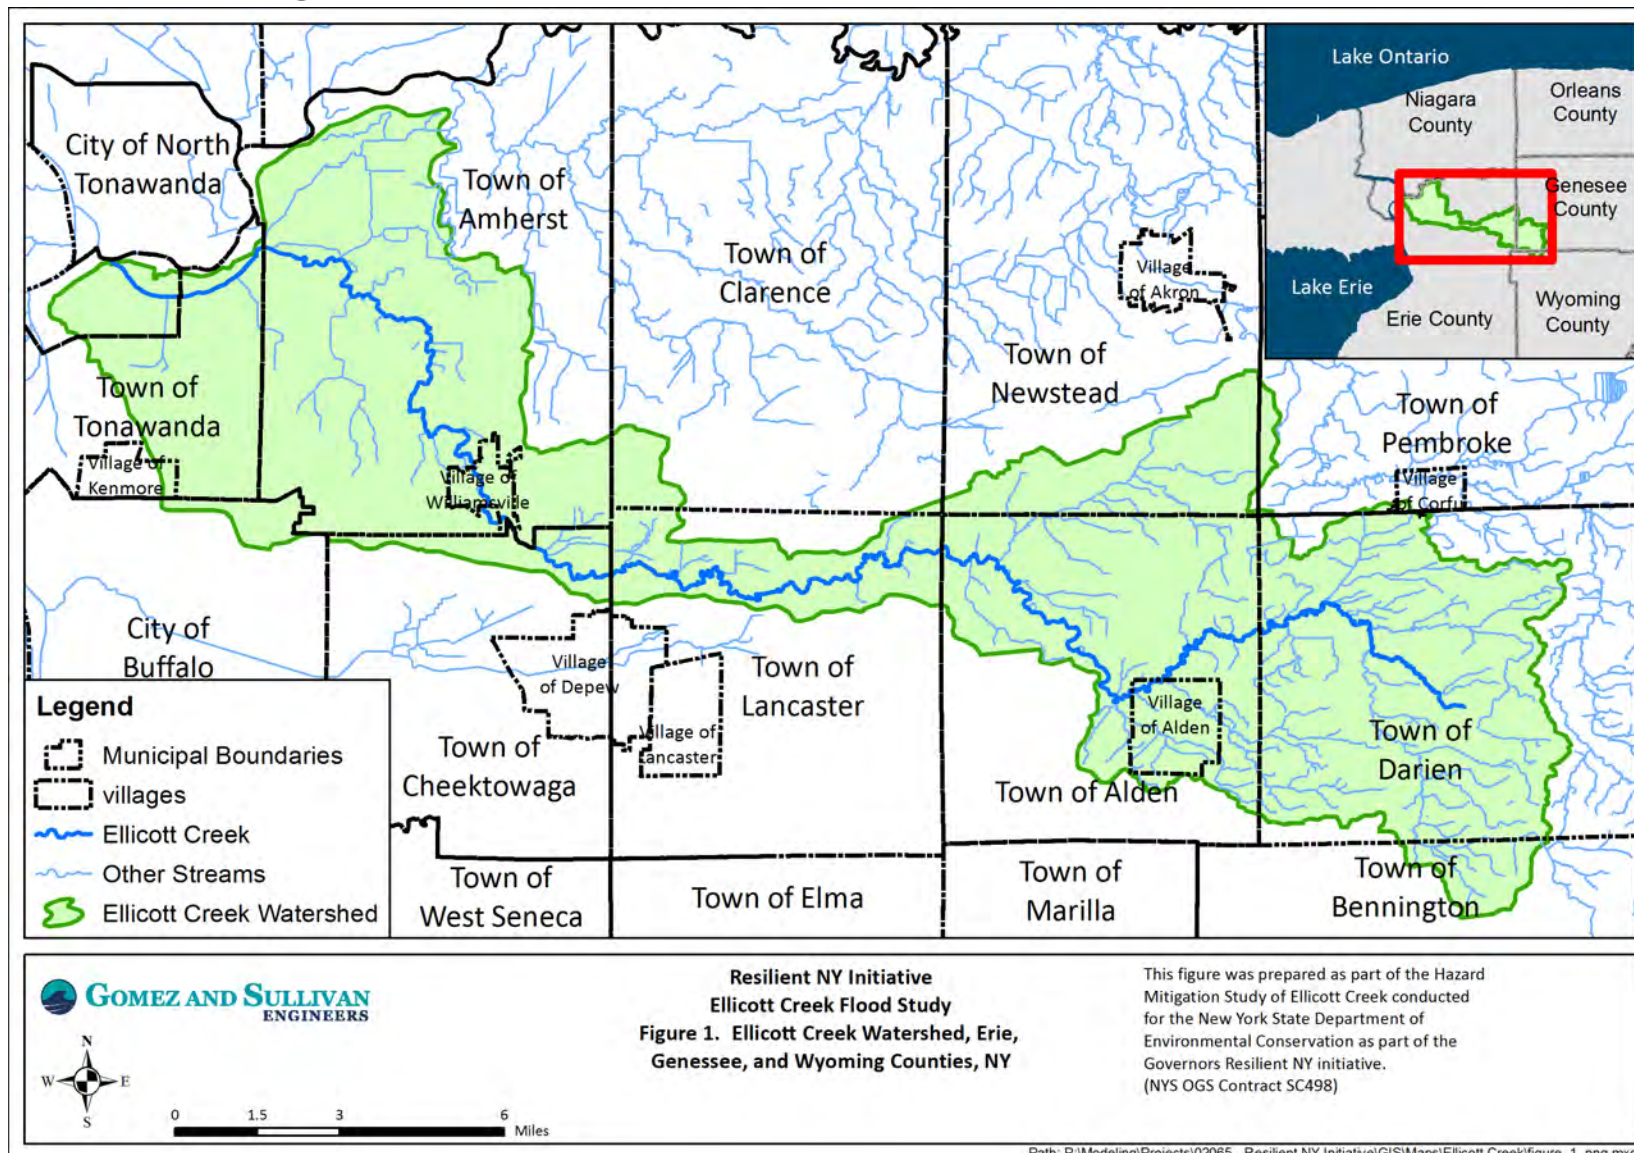 Lake Ontario
Niagara
County
Orleans
County
Genesee
County
Lake Erie
Erie County
Wyoming
County
City of North
Tonawanda
Town of
Amherst
Town of
Clarence
Village
of Akron
Town of
Newstead
Town of
Pembroke
Village
of Corfu
Town of
Tonawanda
Village of
Kenmore
Village of
Williamsville
City of
Buffalo
Village
of Depew
Village of
Lancaster
Town of
Lancaster
Town of
Cheektowaga
Village
of Alden
Town of Alden
Town of
Darien
Town of
West Seneca
Town of Elma
Town of
Marilla
Town of
Bennington
Legend
Municipal Boundaries
villages
Ellicott Creek
Other Streams
Ellicott Creek Watershed
GOMEZ AND SULLIVAN
ENGINEERS
N
W E
S
0 1.5 3 6
Miles
Resilient NY Initiative
Ellicott Creek Flood Study
Figure 1. Ellicott Creek Watershed, Erie,
Genessee, and Wyoming Counties, NY
This figure was prepared as part of the Hazard
Mitigation Study of Ellicott Creek conducted
for the New York State Department of
Environmental Conservation as part of the
Governors Resilient NY initiative.
(NYS OGS Contract SC498)